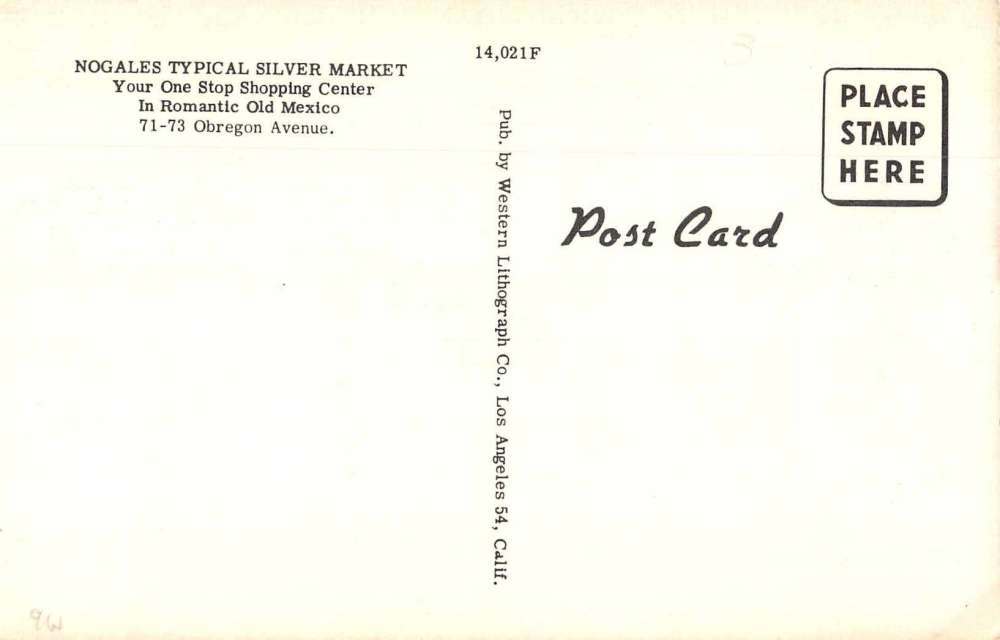 NOGALES TYPICAL SILVER MARKET
Your One Stop Shopping Center
In Romantic Old Mexico
71-73 Obregon Avenue.
14,021F
Pub. by Western Lithograph Co., Los Angeles 54, Calif.
PLACE
STAMP
HERE
Post Card